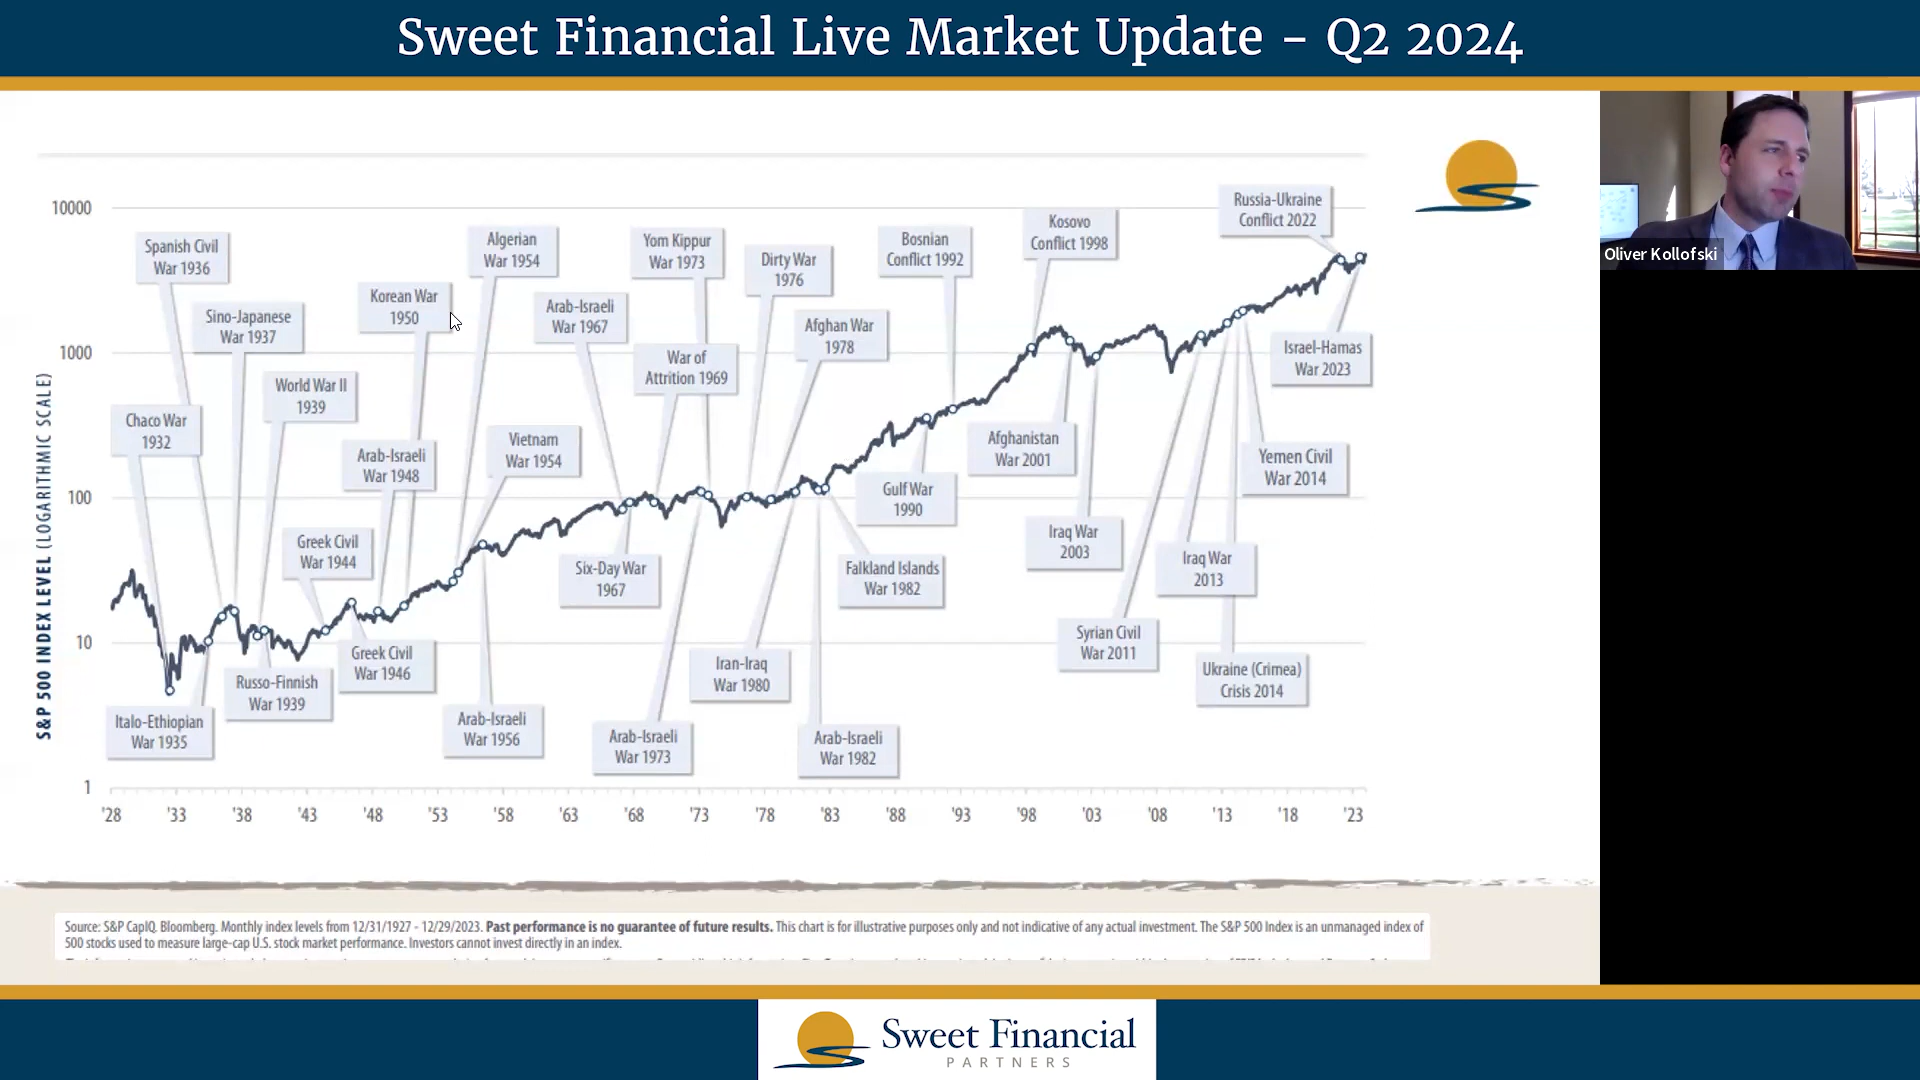 Sweet Financial Live Market Update - Q2 2024
Oliver Kollofski
S&P 500 INDEX LEVEL (LOGARITHMIC SCALE)
10000
1000
100
10
1
Spanish Civil
War 1936
Sino-Japanese
War 1937
World War II
1939
Chaco War
1932
Korean War
1950
Arab-Israeli
War 1948
Greek Civil
War 1944
Algerian
War 1954
Vietnam
War 1954
Arab-Israeli
War 1967
Yom Kippur
War 1973
War of
Attrition 1969
Dirty War
1976
Afghan War
1978
Bosnian
Conflict 1992
Kosovo
Conflict 1998
Russia-Ukraine
Conflict 2022
Israel-Hamas
War 2023
Afghanistan
War 2001
Yemen Civil
War 2014
Gulf War
1990
Iraq War
2003
Iraq War
2013
Six-Day War
1967
Falkland Islands
War 1982
Syrian Civil
War 2011
Ukraine (Crimea)
Crisis 2014
Greek Civil
War 1946
Russo-Finnish
War 1939
Italo-Ethiopian
War 1935
Arab-Israeli
War 1956
Arab-Israeli
War 1973
Iran-Iraq
War 1980
Arab-Israeli
War 1982
'28 '33 '38 '43 '48 '53 '58 '63 '68 '73 '78 '83 '88 '93 '98 '03 '08 '13 '18 '23
Source: S&P CapIQ. Bloomberg. Monthly index levels from 12/31/1927 - 12/29/2023. Past performance is no guarantee of future results. This chart is for illustrative purposes only and not indicative of any actual investment. The S&P 500 Index is an unmanaged index of
500 stocks used to measure large-cap U.S. stock market performance. Investors cannot invest directly in an index.
Sweet Financial
PARTNERS